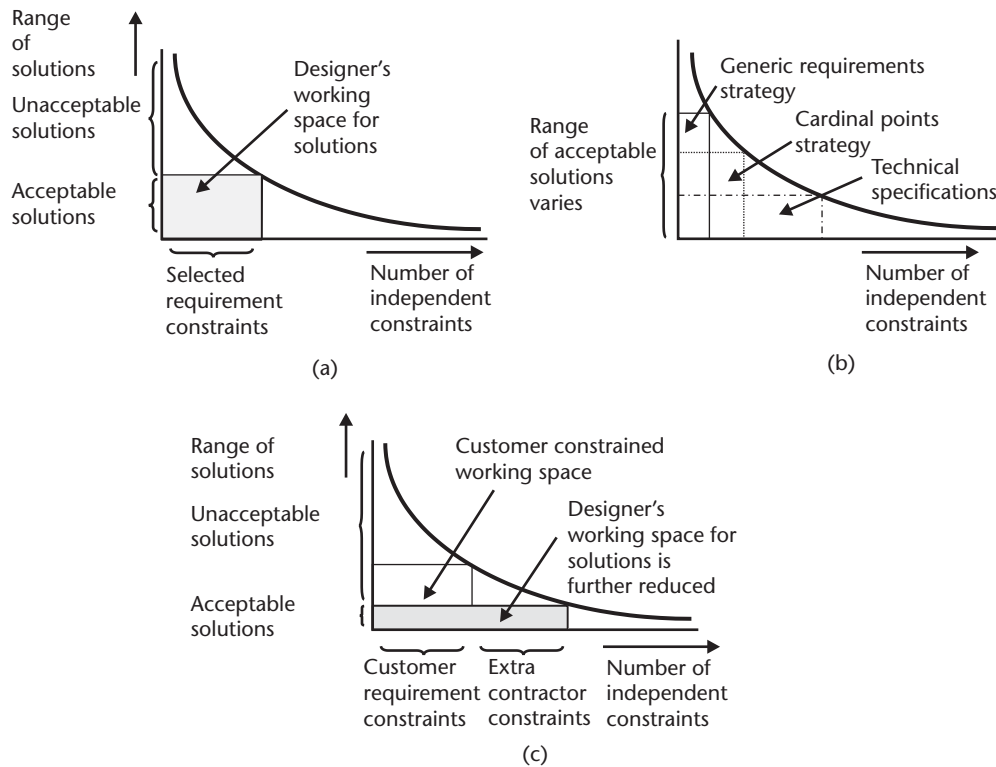 Range
of
solutions
Unacceptable
solutions
Acceptable
solutions
Designer’s
working
space for
solutions
Selected
requirement
constraints
Number of
independent
constraints
(a)
Range
of acceptable
solutions
varies
Generic requirements
strategy
Cardinal points
strategy
Technical
specifications
Number of
independent
constraints
(b)
Range of
solutions
Unacceptable
solutions
Acceptable
solutions
Customer constrained
working space
Designer’s
working space for
solutions is
further reduced
Customer
requirement
constraints
Extra
contractor
constraints
Number of
independent
constraints
(c)